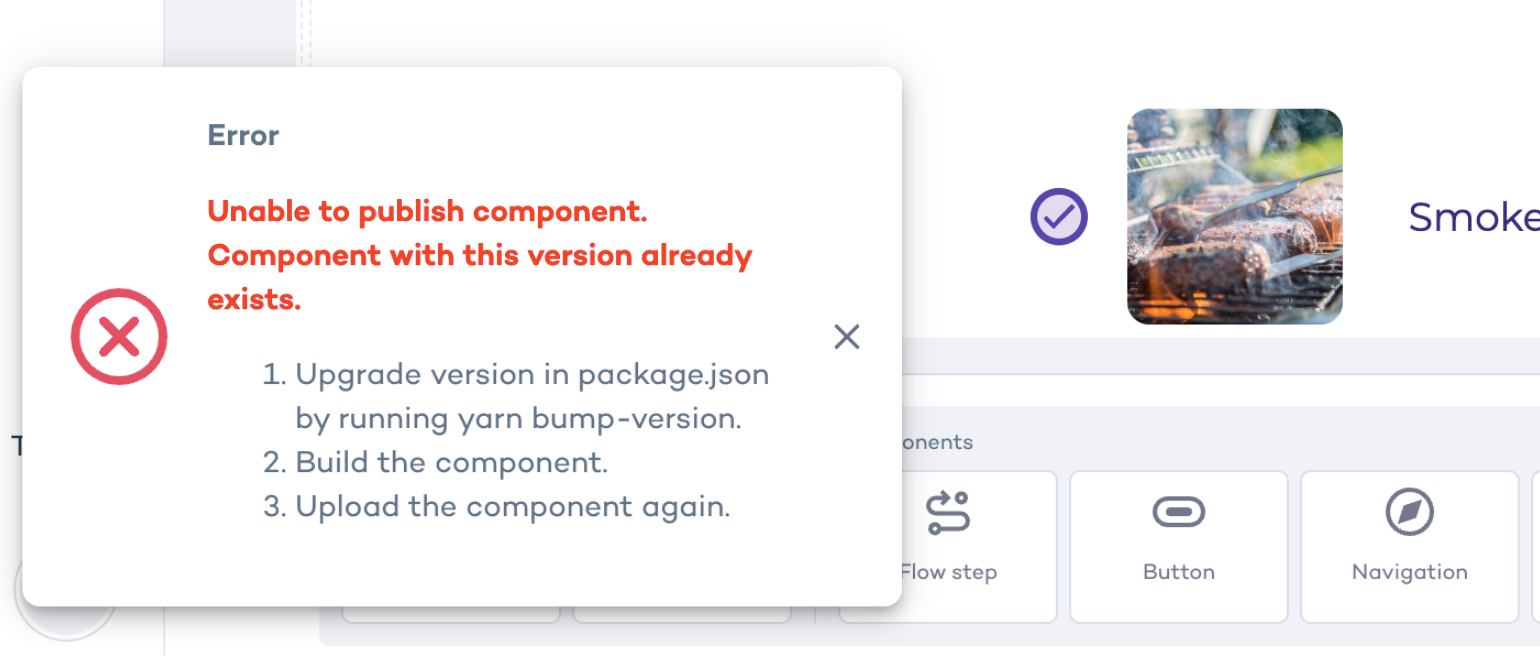 Error
Unable to publish component.
Component with this version already
exists.
1. Upgrade version in package.json
by running yarn bump-version.
2. Build the component.
3. Upload the component again.
Smoke
onents
Flow step
Button
Navigation